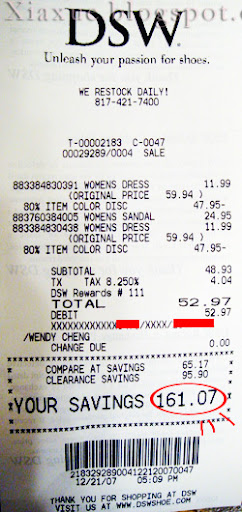 Xiaxue.blogspot.c
DSW.
Unleash your passion for shoes.
WE RESTOCK DAILY!
817-421-7400
T-00002183 C-0047
00029289/0004 SALE
883384830391 WOMENS DRESS 11.99
(ORIGINAL PRICE 59.94 )
80% ITEM COLOR DISC 47.95-
883760384005 WOMENS SANDAL 24.95
883384830438 WOMENS DRESS 11.99
(ORIGINAL PRICE 59.94 )
80% ITEM COLOR DISC 47.95-
SUBTOTAL 48.93
TX TAX 8.250% 4.04
DSW Rewards # 111
TOTAL 52.97
DEBIT 52.97
/XXXX/
/WENDY CHENG
CHANGE DUE 0.00
COMPARE AT SAVINGS 65.17
CLEARANCE SAVINGS 95.90
YOUR SAVINGS 161.07
218329289004122120070047
12/21/07 05:09 PM
THANK YOU FOR SHOPPING AT DSW
VISIT US AT WWW.DSWSHOE.COM